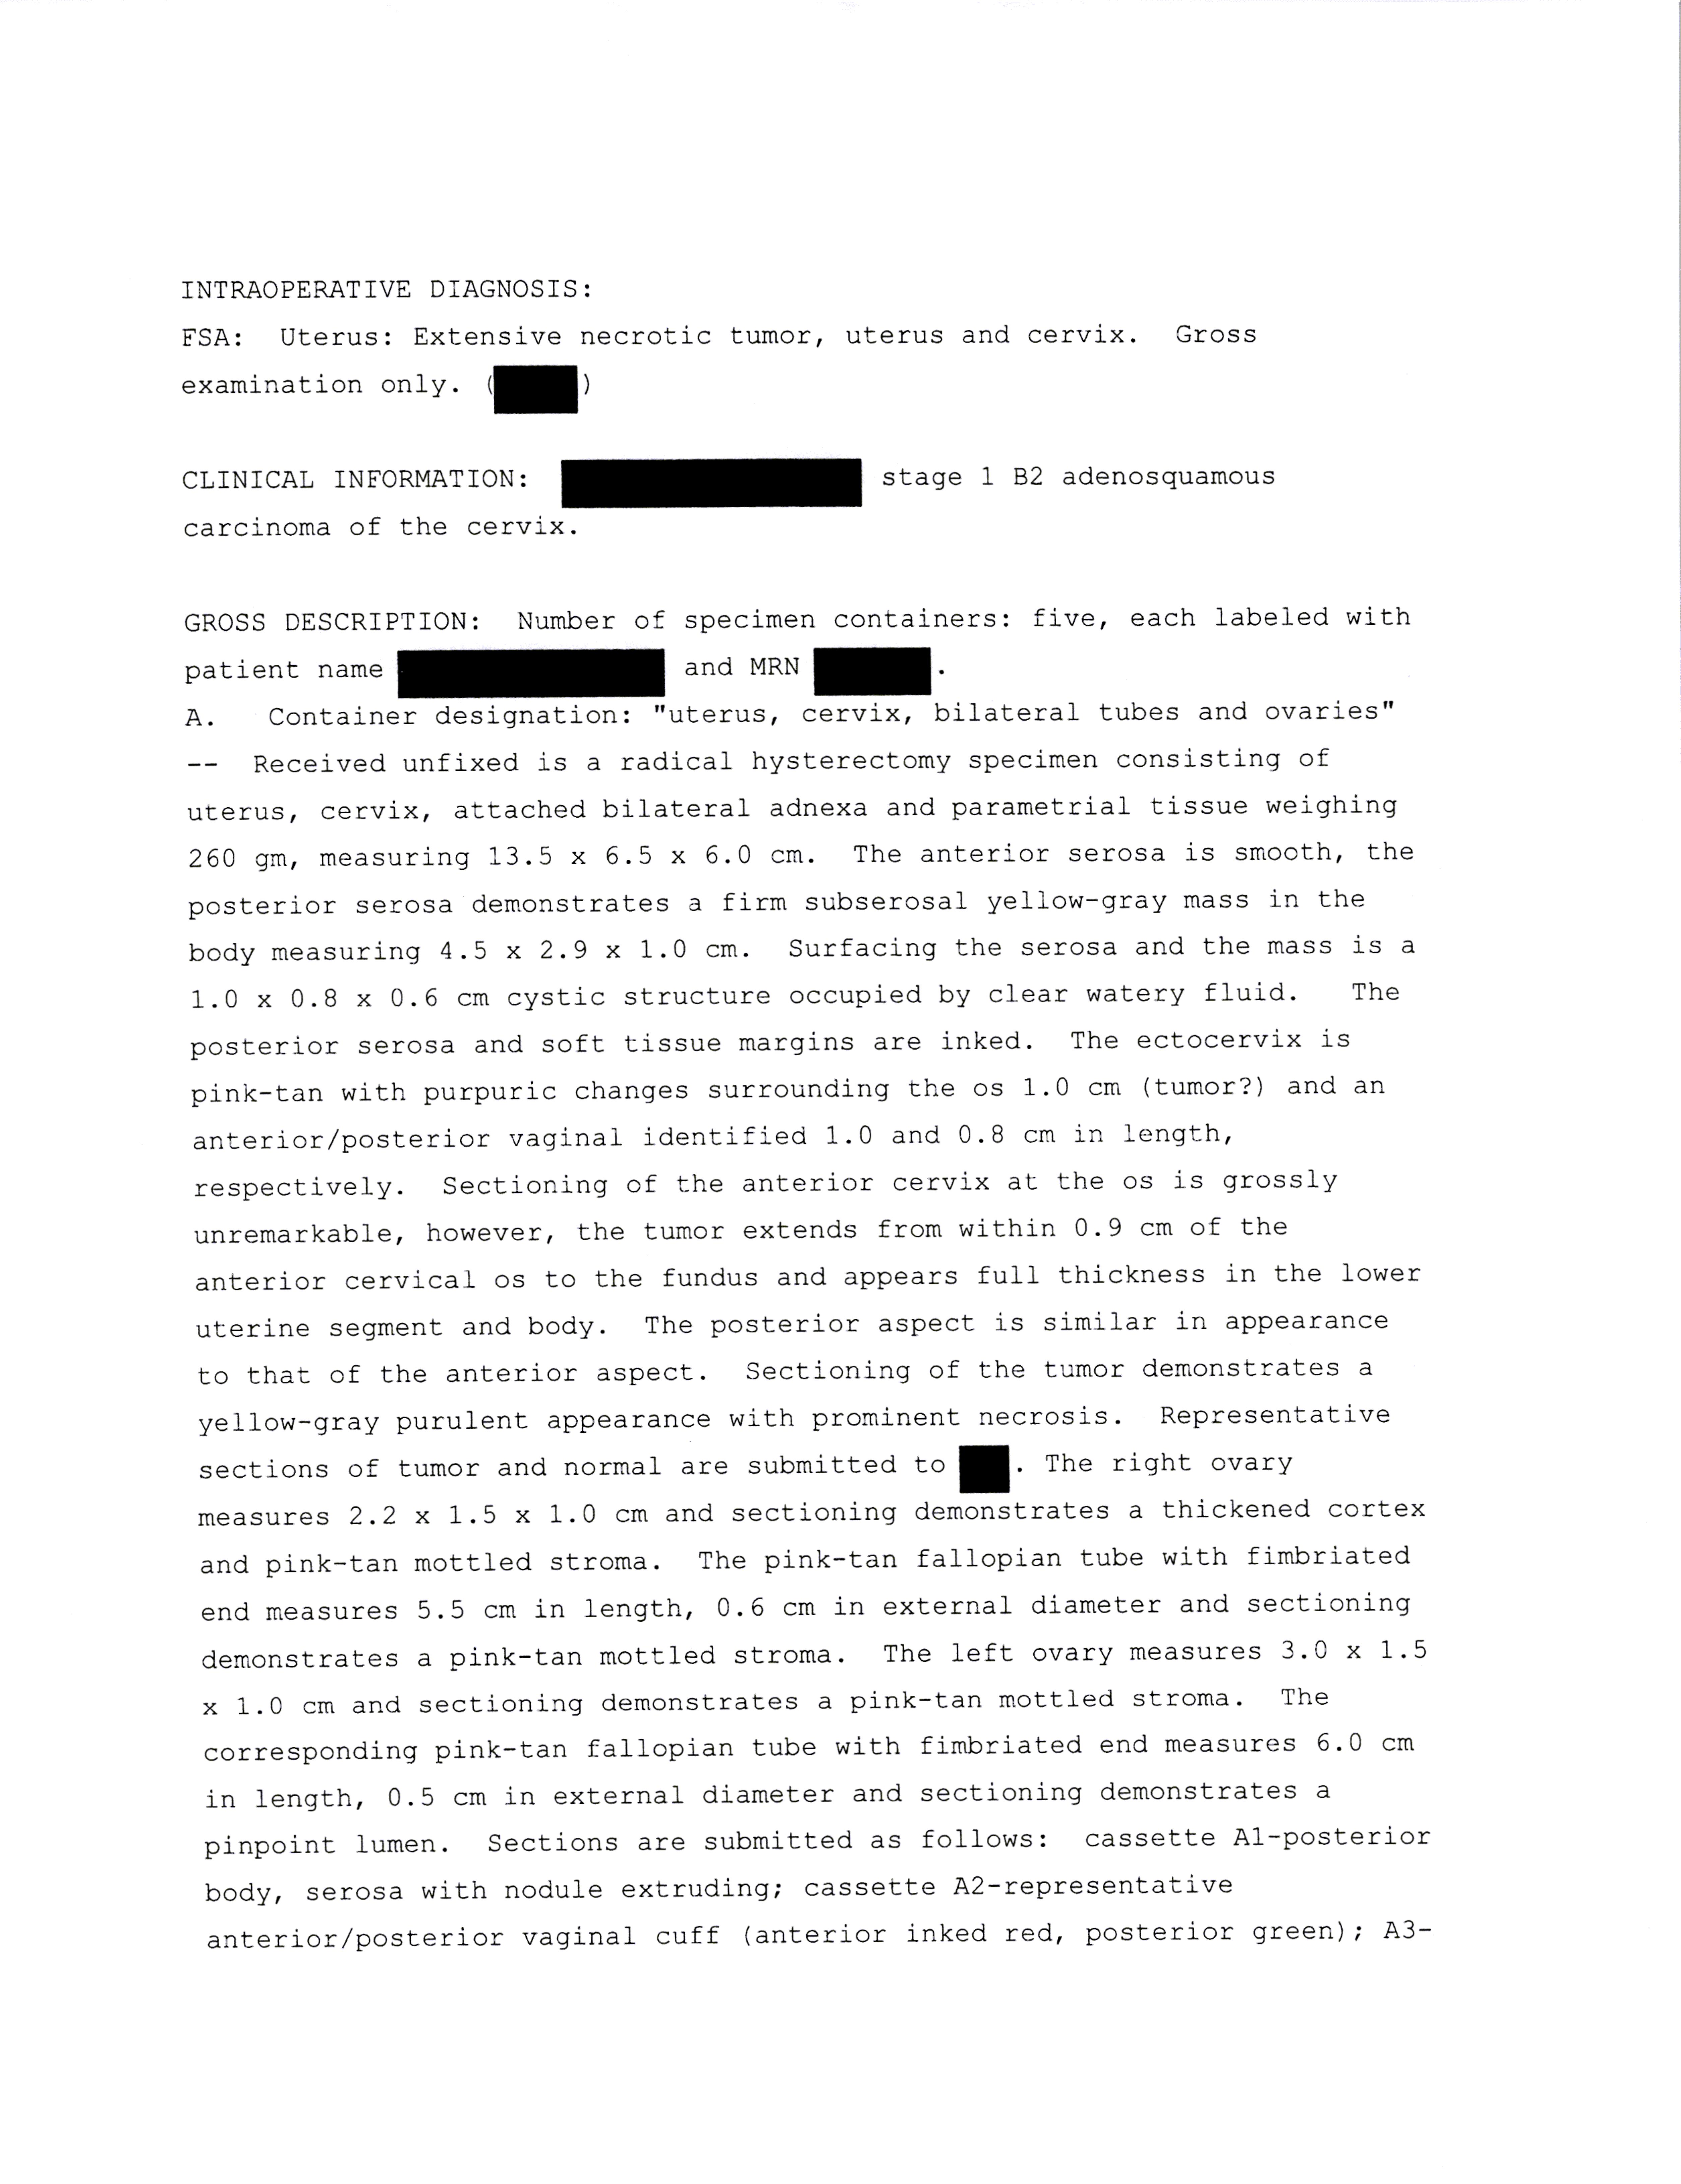 INTRAOPERATIVE DIAGNOSIS:
FSA: Uterus: Extensive necrotic tumor, uterus and cervix. Gross
examination only. ( )
CLINICAL INFORMATION: stage 1 B2 adenosquamous
carcinoma of the cervix.
GROSS DESCRIPTION: Number of specimen containers: five, each labeled with
patient name and MRN .
A. Container designation: "uterus, cervix, bilateral tubes and ovaries"
-- Received unfixed is a radical hysterectomy specimen consisting of
uterus, cervix, attached bilateral adnexa and parametrial tissue weighing
260 gm, measuring 13.5 x 6.5 x 6.0 cm. The anterior serosa is smooth, the
posterior serosa demonstrates a firm subserosal yellow-gray mass in the
body measuring 4.5 x 2.9 x 1.0 cm. Surfacing the serosa and the mass is a
1.0 x 0.8 x 0.6 cm cystic structure occupied by clear watery fluid. The
posterior serosa and soft tissue margins are inked. The ectocervix is
pink-tan with purpuric changes surrounding the os 1.0 cm (tumor?) and an
anterior/posterior vaginal identified 1.0 and 0.8 cm in length,
respectively. Sectioning of the anterior cervix at the os is grossly
unremarkable, however, the tumor extends from within 0.9 cm of the
anterior cervical os to the fundus and appears full thickness in the lower
uterine segment and body. The posterior aspect is similar in appearance
to that of the anterior aspect. Sectioning of the tumor demonstrates a
yellow-gray purulent appearance with prominent necrosis. Representative
sections of tumor and normal are submitted to . The right ovary
measures 2.2 x 1.5 x 1.0 cm and sectioning demonstrates a thickened cortex
and pink-tan mottled stroma. The pink-tan fallopian tube with fimbriated
end measures 5.5 cm in length, 0.6 cm in external diameter and sectioning
demonstrates a pink-tan mottled stroma. The left ovary measures 3.0 x 1.5
x 1.0 cm and sectioning demonstrates a pink-tan mottled stroma. The
corresponding pink-tan fallopian tube with fimbriated end measures 6.0 cm
in length, 0.5 cm in external diameter and sectioning demonstrates a
pinpoint lumen. Sections are submitted as follows: cassette A1-posterior
body, serosa with nodule extruding; cassette A2-representative
anterior/posterior vaginal cuff (anterior inked red, posterior green); A3-